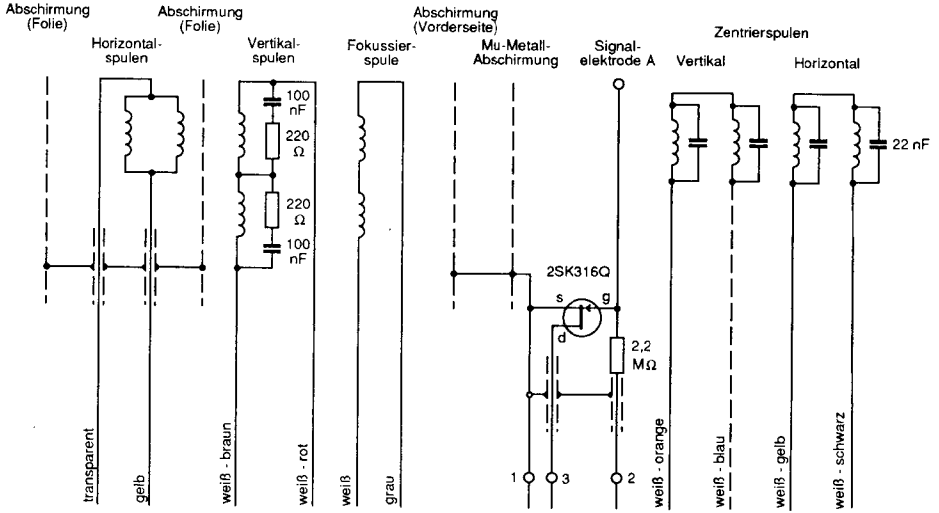 Abschirmung
(Folie)
Horizontal-
spulen
Abschirmung
(Folie)
Vertikal-
spulen
Fokussier-
spule
Abschirmung
(Vorderseite)
Mu-Metall-
Abschirmung
Signal-
elektrode A
Zentrierspulen
Vertikal
Horizontal
100
nF
220
Ω
220
Ω
100
nF
22 nF
2SK316Q
s
g
d
2,2
MΩ
transparent
gelb
weiß - braun
weiß - rot
weiß
grau
1
3
2
weiß - orange
weiß - blau
weiß - gelb
weiß - schwarz